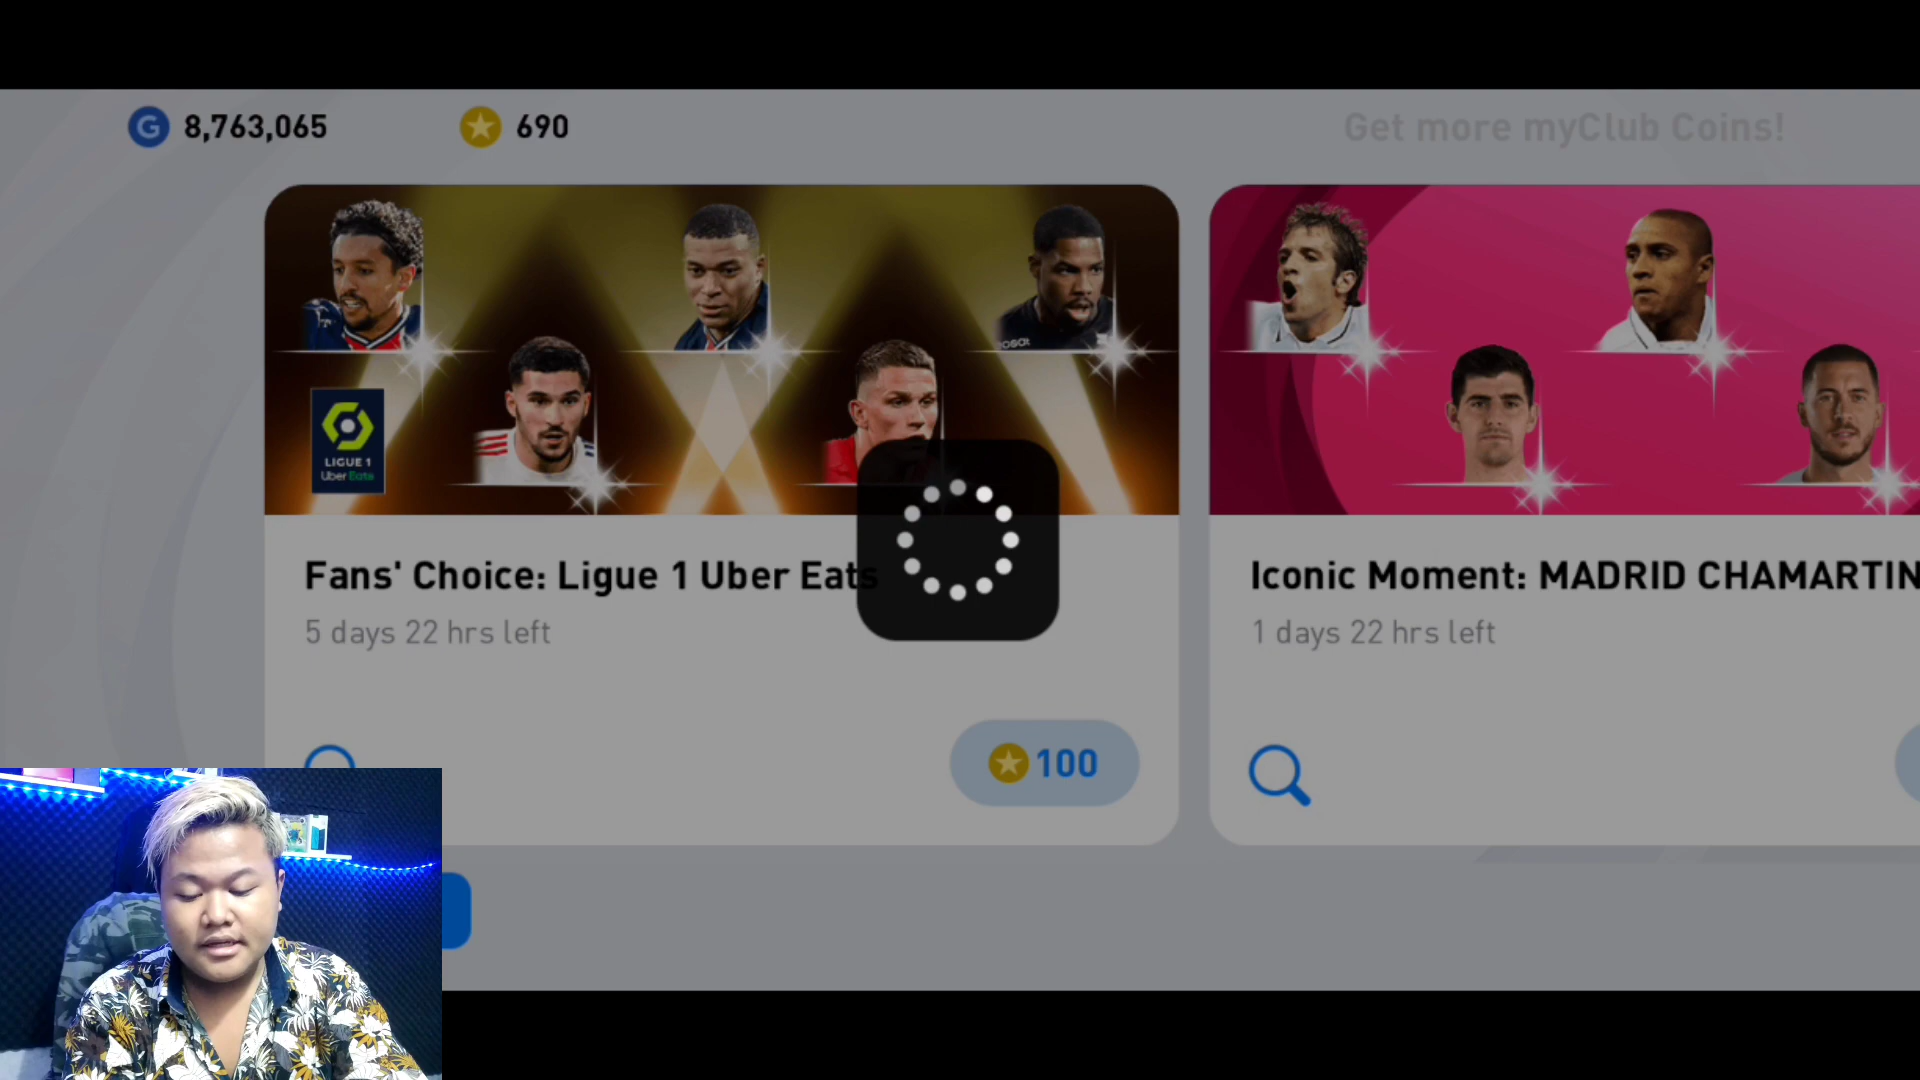 G 8,763,065
690
Get more myClub Coins!
LIGUE 1
Uber Eats
Fans' Choice: Ligue 1 Uber Eats
5 days 22 hrs left
100
Iconic Moment: MADRID CHAMARTIN
1 days 22 hrs left